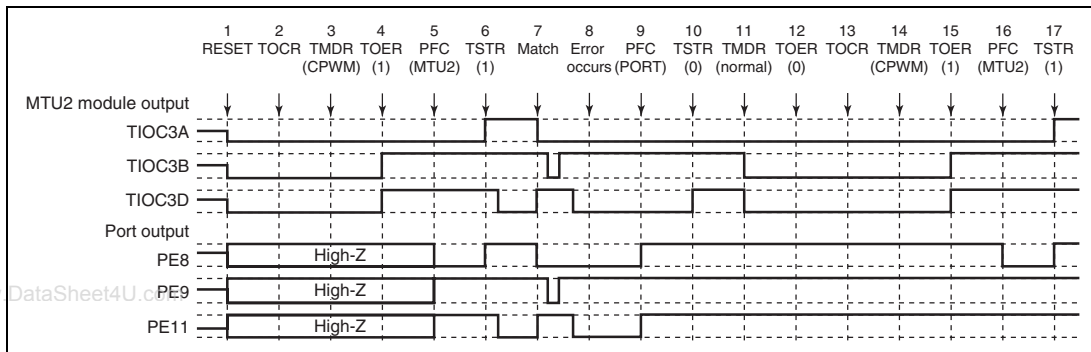 1 2 3 4 5 6 7 8 9 10 11 12 13 14 15 16 17
RESET TOCR TMDR TOER PFC TSTR Match Error PFC TSTR TMDR TOER TOCR TMDR TOER PFC TSTR
(CPWM) (1) (MTU2) (1) occurs (PORT) (0) (normal) (0) (CPWM) (1) (MTU2) (1)
MTU2 module output
TIOC3A
TIOC3B
TIOC3D
Port output
PE8 High-Z
.DataSheet4U.com
PE9 High-Z
PE11 High-Z